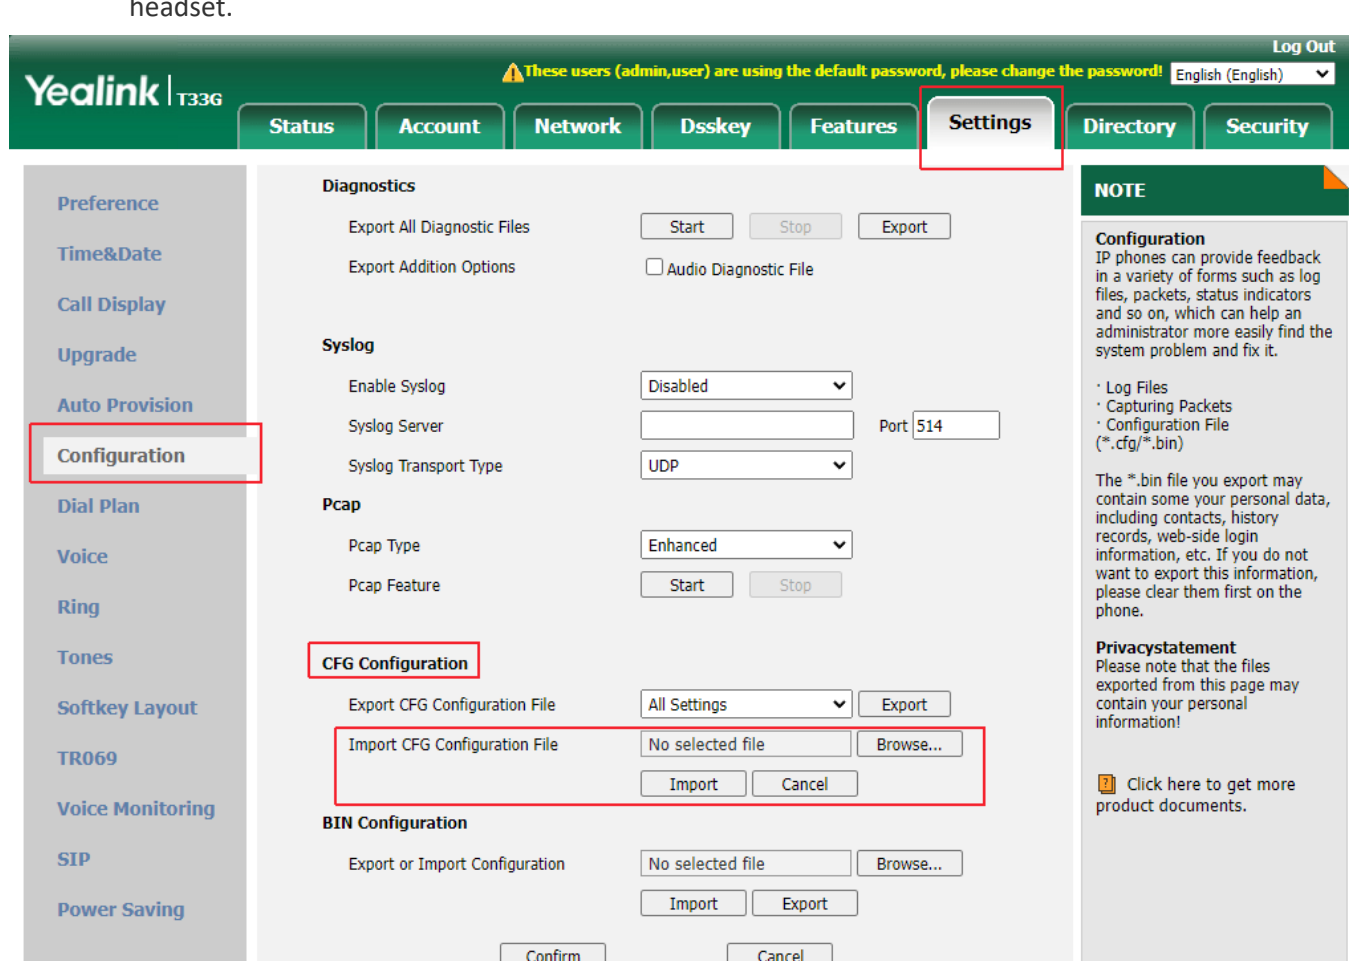 headset.
Log Out
These users (admin,user) are using the default password, please change the password! English (English)
Yealink T33G
Status Account Network Dsskey Features Settings Directory Security
Preference
Time&Date
Call Display
Upgrade
Auto Provision
Configuration
Dial Plan
Voice
Ring
Tones
Softkey Layout
TR069
Voice Monitoring
SIP
Power Saving
Diagnostics
Export All Diagnostic Files Start Stop Export
Export Addition Options Audio Diagnostic File
Syslog
Enable Syslog Disabled
Syslog Server Port 514
Syslog Transport Type UDP
Pcap
Pcap Type Enhanced
Pcap Feature Start Stop
CFG Configuration
Export CFG Configuration File All Settings Export
Import CFG Configuration File No selected file Browse...
Import Cancel
BIN Configuration
Export or Import Configuration No selected file Browse...
Import Export
Confirm Cancel
NOTE
Configuration
IP phones can provide feedback
in a variety of forms such as log
files, packets, status indicators
and so on, which can help an
administrator more easily find the
system problem and fix it.
· Log Files
· Capturing Packets
· Configuration File
(*.cfg/*.bin)
The *.bin file you export may
contain some your personal data,
including contacts, history
records, web-side login
information, etc. If you do not
want to export this information,
please clear them first on the
phone.
Privacystatement
Please note that the files
exported from this page may
contain your personal
information!
Click here to get more
product documents.